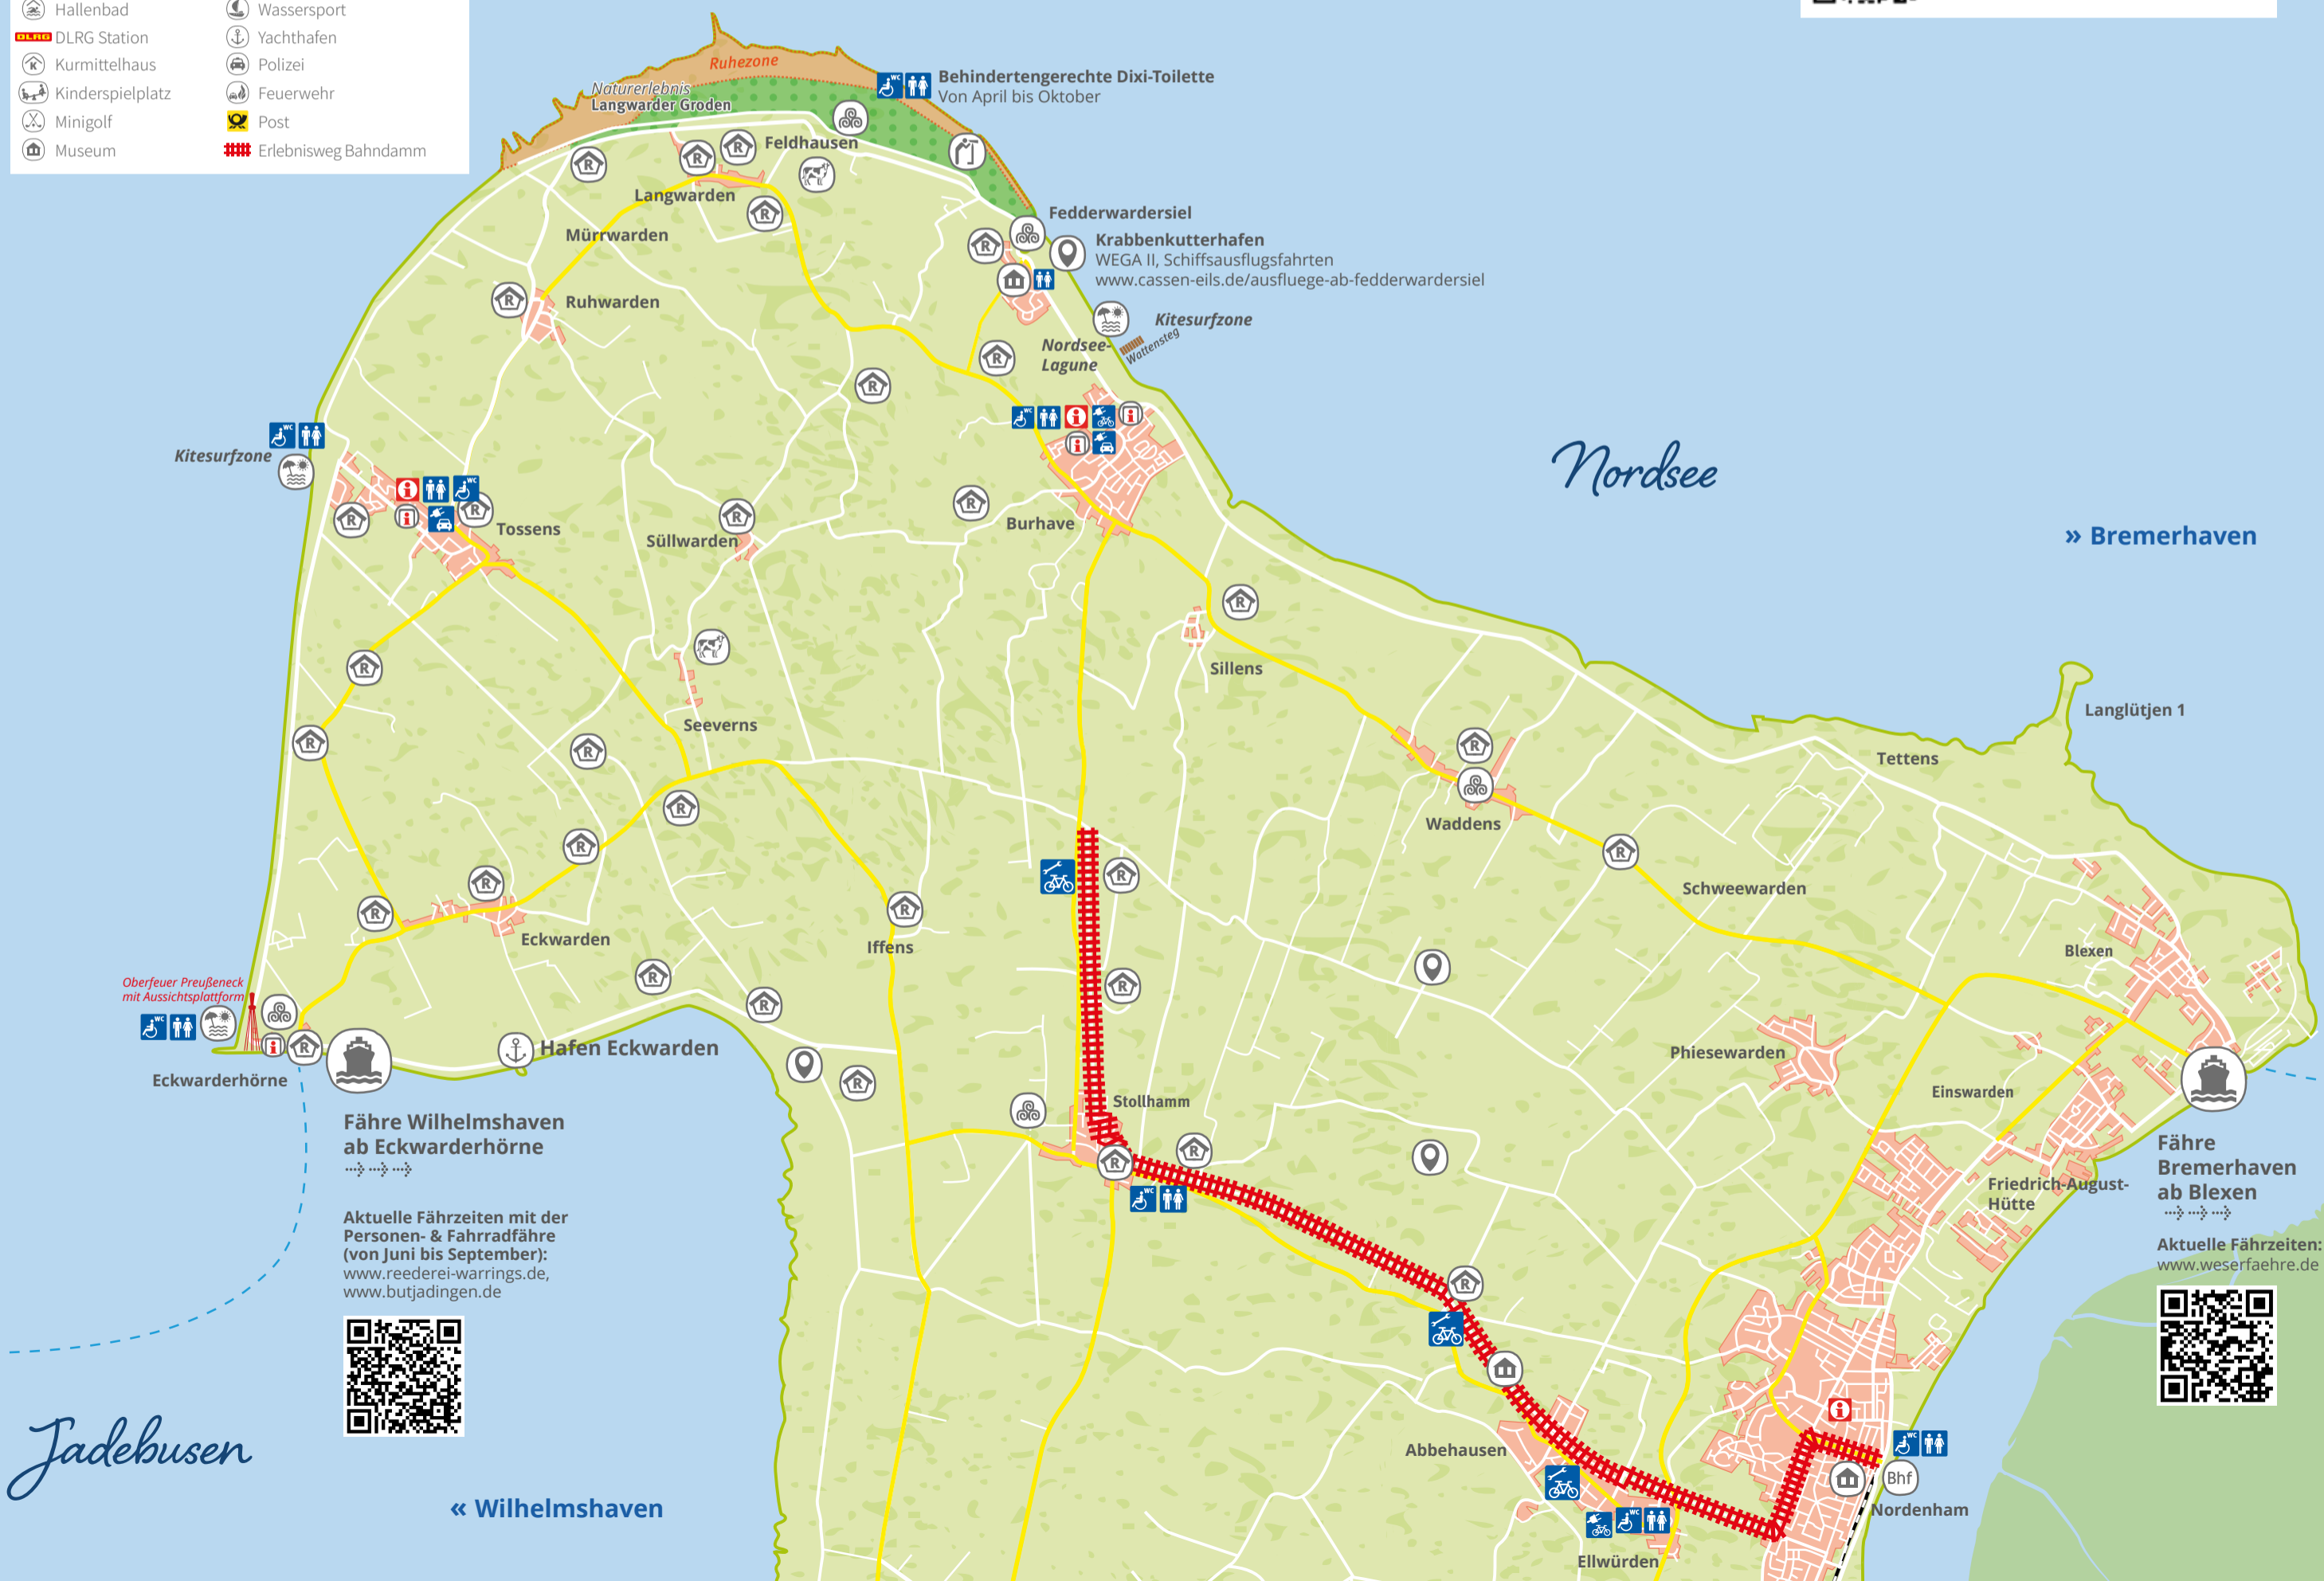 Hallenbad
Wassersport
DLRG
DLRG Station
Yachthafen
K
Kurmittelhaus
Polizei
Kinderspielplatz
Feuerwehr
Minigolf
Post
Museum
Erlebnisweg Bahndamm
Ruhezone
Naturerlebnis
Langwarder Groden
WC
Behindertengerechte Dixi-Toilette
Von April bis Oktober
Feldhausen
Langwarden
Mürrwarden
Ruhwarden
Fedderwardersiel
Krabbenkutterhafen
WEGA II, Schiffsausflugsfahrten
www.cassen-eils.de/ausfluege-ab-fedderwardersiel
Kitesurfzone
Wattensteg
Nordsee-
Lagune
Kitesurfzone
Tossens
Süllwarden
Burhave
Nordsee
» Bremerhaven
Sillens
Seeverns
Langlütjen 1
Tettens
Waddens
Schweewarden
Eckwarden
Iffens
Blexen
Oberfeuer Preußeneck
mit Aussichtsplattform
Eckwarderhörne
Hafen Eckwarden
Phiesewarden
Einswarden
Stollhamm
Fähre Wilhelmshaven
ab Eckwarderhörne
Fähre
Bremerhaven
ab Blexen
Friedrich-August-
Hütte
Aktuelle Fährzeiten mit der
Personen- & Fahrradfähre
(von Juni bis September):
www.reederei-warrings.de,
www.butjadingen.de
Aktuelle Fährzeiten:
www.weserfaehre.de
Jadebusen
« Wilhelmshaven
Abbehausen
Bhf
Nordenham
Ellwürden